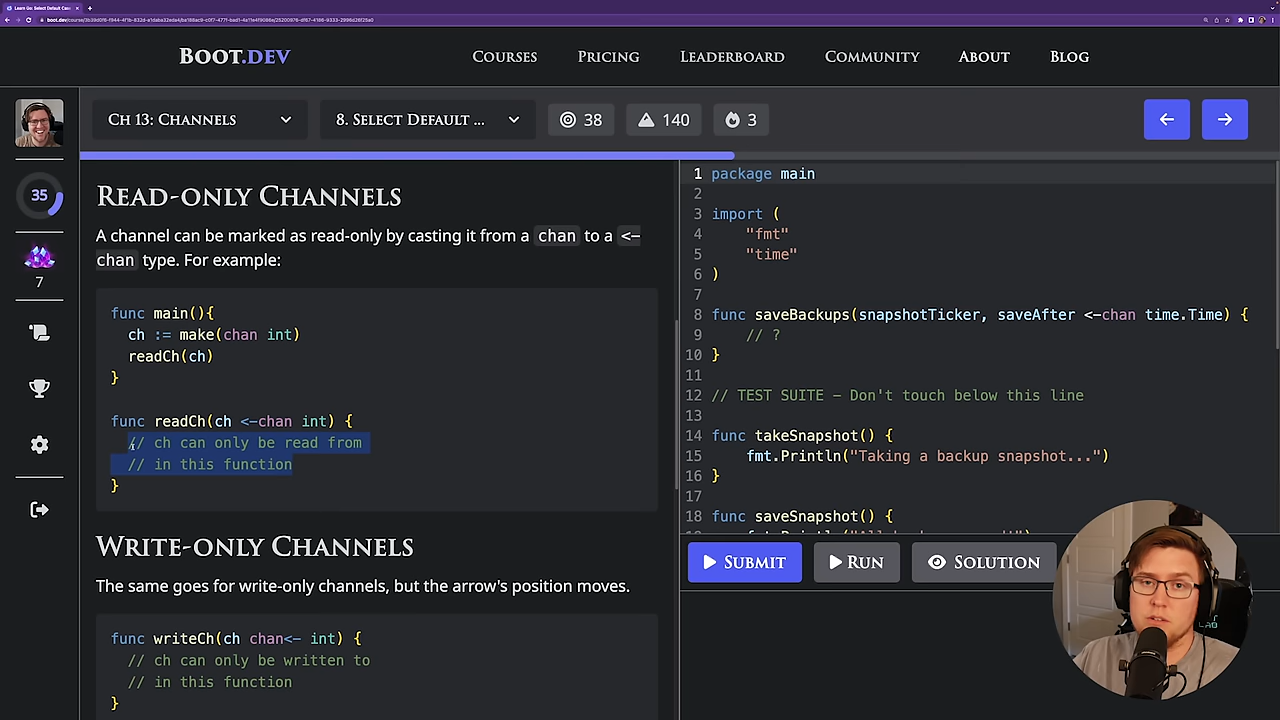 Learn Go: Select Default Cas
BOOT.DEV
COURSES
PRICING
LEADERBOARD
COMMUNITY
ABOUT
BLOG
CH 13: CHANNELS
8. SELECT DEFAULT ...
38
140
3
35
7
READ-ONLY CHANNELS
A channel can be marked as read-only by casting it from a chan to a <-
chan type. For example:
func main(){
ch := make(chan int)
readCh(ch)
}
func readCh(ch <-chan int) {
// ch can only be read from
// in this function
}
WRITE-ONLY CHANNELS
The same goes for write-only channels, but the arrow's position moves.
func writeCh(ch chan<- int) {
// ch can only be written to
// in this function
}
1 package main
2
3 import (
4 "fmt"
5 "time"
6 )
7
8 func saveBackups(snapshotTicker, saveAfter <-chan time.Time) {
9 // ?
10 }
11
12 // TEST SUITE – Don't touch below this line
13
14 func takeSnapshot() {
15 fmt.Println("Taking a backup snapshot...")
16 }
17
18 func saveSnapshot() {
SUBMIT
RUN
SOLUTION